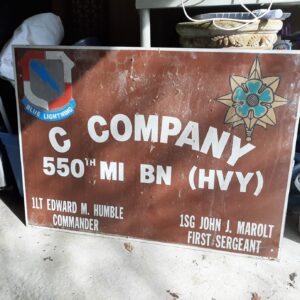 BLUE LIGHTNING
C COMPANY
550TH MI BN (HVY)
1LT EDWARD M. HUMBLE
COMMANDER
1SG JOHN J. MAROLT
FIRST SERGEANT